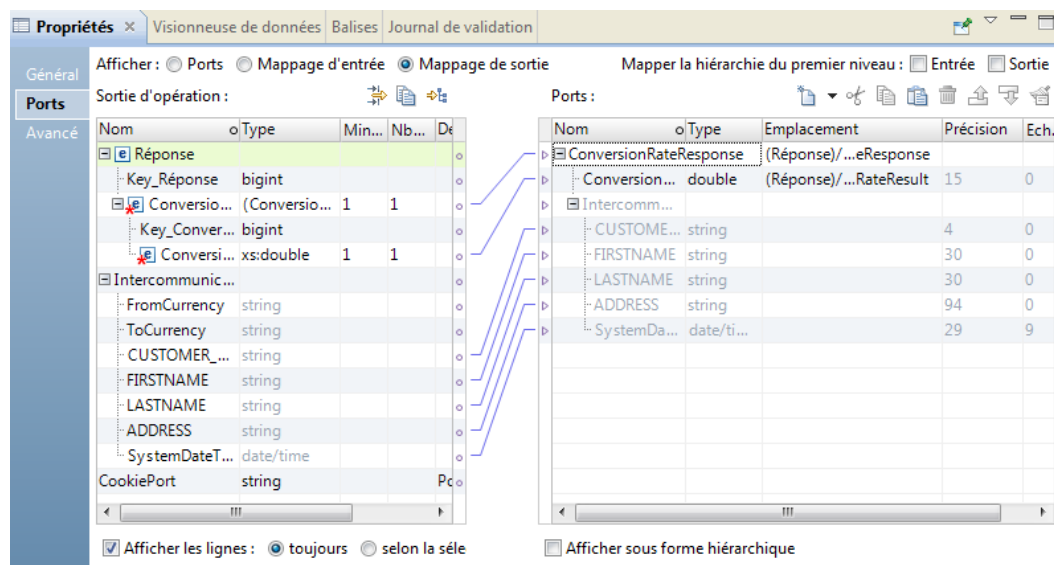 Propriétés Visionneuse de données Balises Journal de validation
Général
Ports
Avancé
Afficher : Ports Mappage d'entrée Mappage de sortie Mapper la hiérarchie du premier niveau : Entrée Sortie
Sortie d'opération : Ports :
Nom Type Min... Nb... Dé Nom Type Emplacement Précision Ech.
Réponse ConversionRateResponse (Réponse)/...eResponse
Key_Réponse bigint Conversion... double (Réponse)/...RateResult 15 0
Conversio... (Conversio... 1 1 Intercomm...
Key_Conver... bigint CUSTOME... string 4 0
Conversi... xs:double 1 1 FIRSTNAME string 30 0
Intercommunic... LASTNAME string 30 0
FromCurrency string ADDRESS string 94 0
ToCurrency string SystemDa... date/ti... 29 9
CUSTOMER_... string
FIRSTNAME string
LASTNAME string
ADDRESS string
SystemDateT... date/time
CookiePort string Po
Afficher les lignes : toujours selon la séle Afficher sous forme hiérarchique